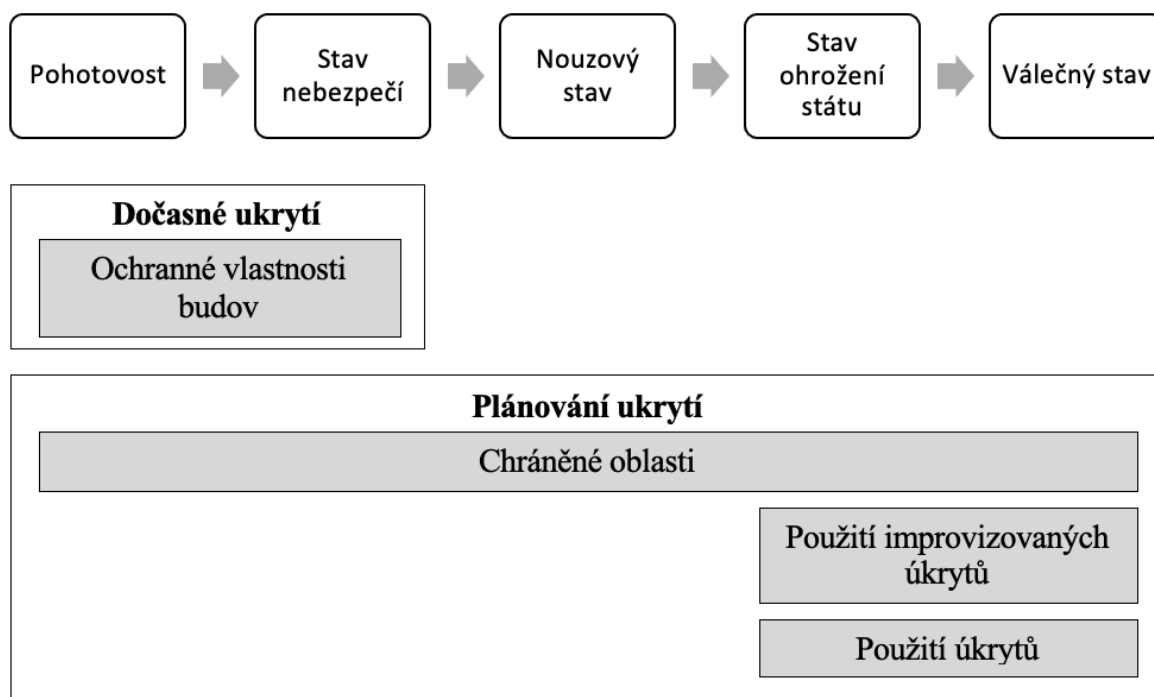 Pohotovost
Stav
nebezpečí
Nouzový
stav
Stav
ohrožení
státu
Válečný stav
Dočasné ukrytí
Ochranné vlastnosti
budov
Plánování ukrytí
Chráněné oblasti
Použití improvizovaných
úkrytů
Použití úkrytů